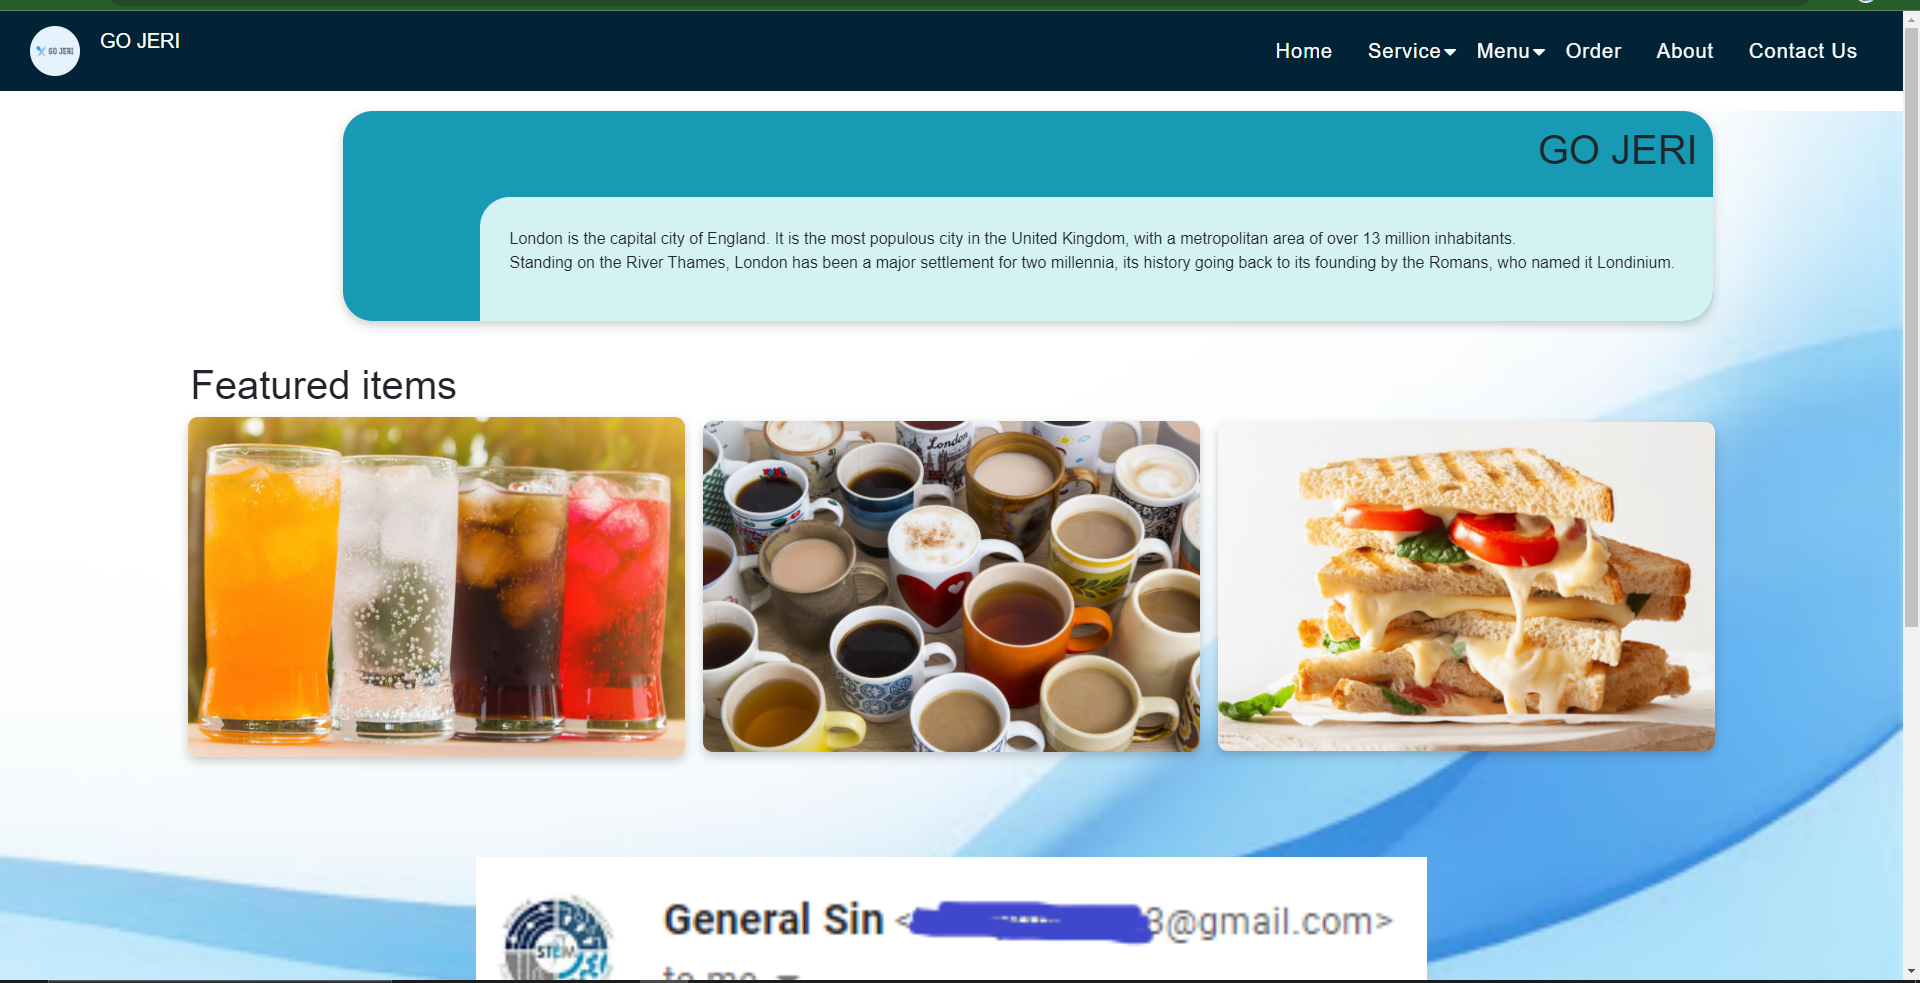 GO JERI
GO JERI
Home Service Menu Order About Contact Us
GO JERI
London is the capital city of England. It is the most populous city in the United Kingdom, with a metropolitan area of over 13 million inhabitants.
Standing on the River Thames, London has been a major settlement for two millennia, its history going back to its founding by the Romans, who named it Londinium.
Featured items
London
General Sin < 3@gmail.com>
STEM
to me